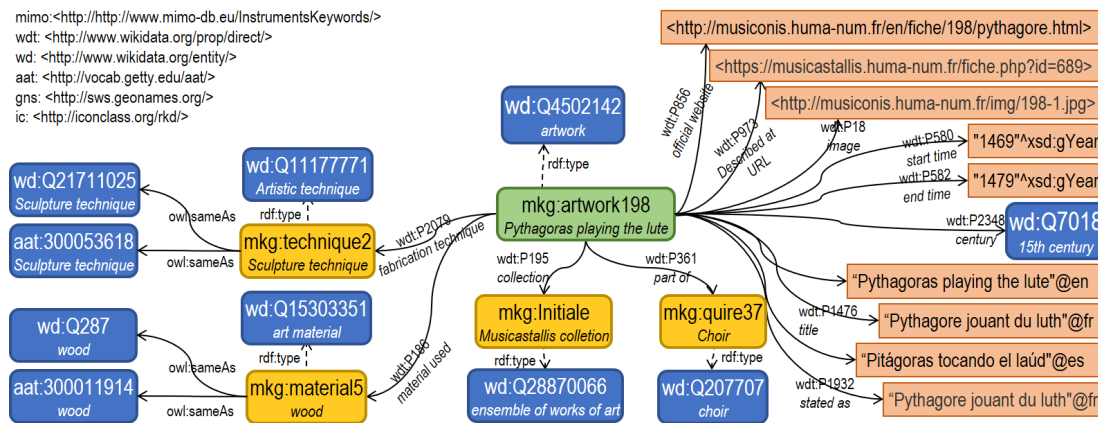 mimo:<http://http://www.mimo-db.eu/InstrumentsKeywords/>
wdt: <http://www.wikidata.org/prop/direct/>
wd: <http://www.wikidata.org/entity/>
aat: <http://vocab.getty.edu/aat/>
gns: <http://sws.geonames.org/>
ic: <http://iconclass.org/rkd/>
<http://musiconis.huma-num.fr/en/fiche/198/pythagore.html>
<https://musicastallis.huma-num.fr/fiche.php?id=689>
<http://musiconis.huma-num.fr/img/198-1.jpg>
wdt:P856
official website
wdt:P973
Described at
URL
wdt:P18
image
wdt:P580
start time
"1469"^xsd:gYear
wdt:P582
end time
"1479"^xsd:gYear
wdt:P2348
century
wd:Q7018
15th century
wd:Q4502142
artwork
rdf:type
mkg:artwork198
Pythagoras playing the lute
wd:Q11177771
Artistic technique
rdf:type
wd:Q21711025
Sculpture technique
owl:sameAs
aat:300053618
Sculpture technique
mkg:technique2
Sculpture technique
wdt:P2079
fabrication technique
wdt:P195
collection
wdt:P361
part of
mkg:Initiale
Musicastallis colletion
rdf:type
wd:Q28870066
ensemble of works of art
mkg:quire37
Choir
rdf:type
wd:Q207707
choir
wd:Q15303351
art material
rdf:type
wd:Q287
wood
owl:sameAs
aat:300011914
wood
owl:sameAs
mkg:material5
wood
wdt:P186
material used
“Pythagoras playing the lute"@en
wdt:P1476
title
“Pythagore jouant du luth"@fr
“Pitágoras tocando el laúd"@es
wdt:P1932
stated as
“Pythagore jouant du luth"@fr